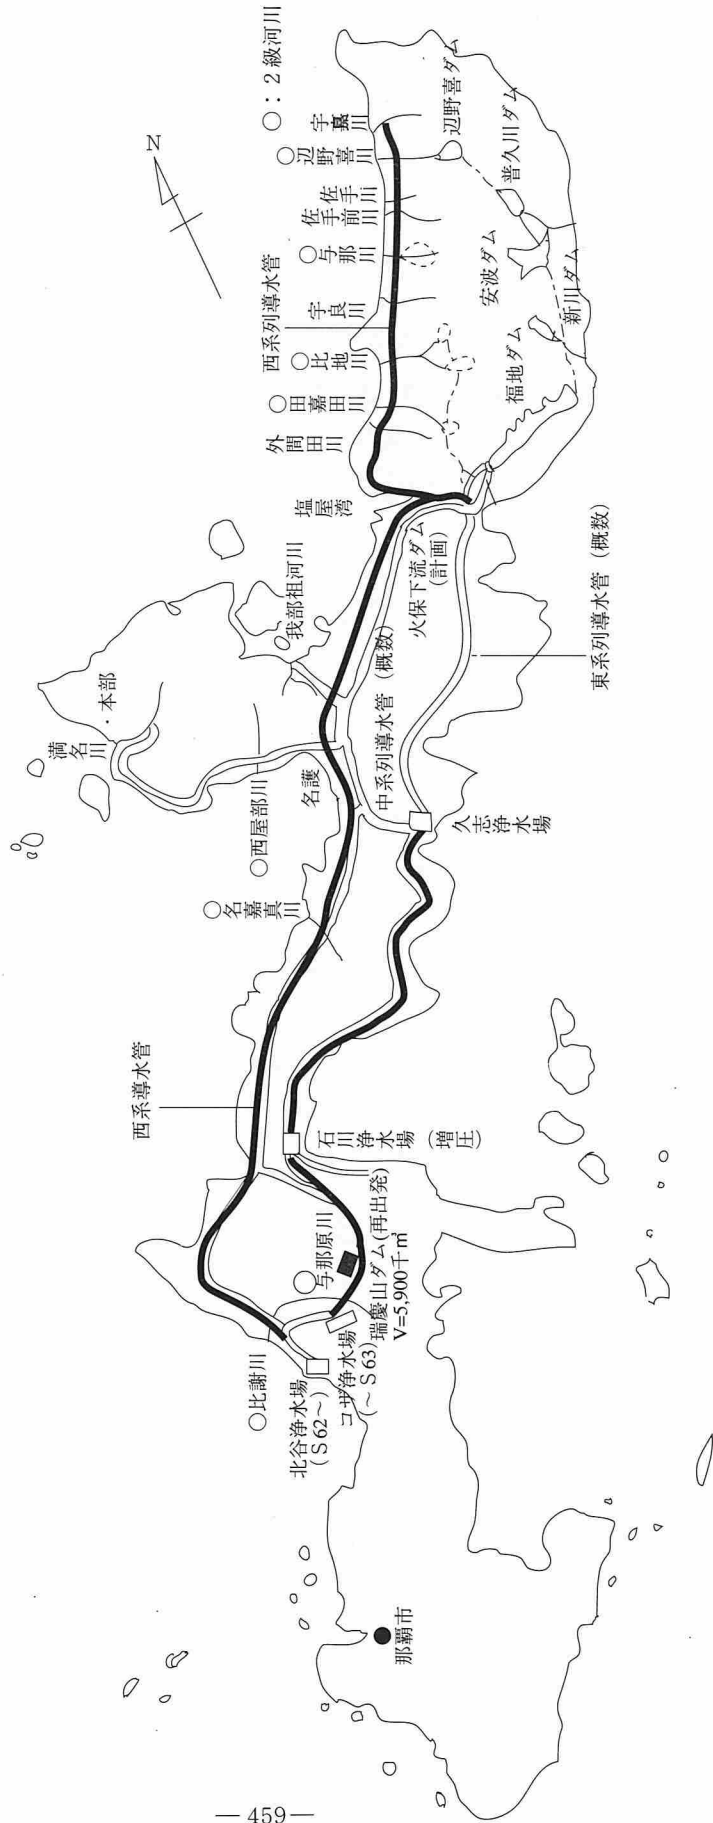 ○：２級河川
宇嘉川
○辺野喜川
佐手川
佐手前川
○与那川
宇良川
西系列導水管
○比地川
○田嘉田川
外間田川
塩屋湾
N
辺野喜ダム
普久川ダム
安波ダム
新川ダム
福地ダム
火保下流ダム
(計画)
東系列導水管（概数）
中系列導水管（概数）
我部祖河川
・本部
満名川
○西屋部川
名護
○名嘉真川
久志浄水場
西系導水管
石川浄水場（増圧）
○与那原川
瑞慶山ダム(再出発)
V=5,900千㎥
コザ浄水場
(～Ｓ63)
○比謝川
北谷浄水場
(Ｓ62～)
那覇市
— 459 —